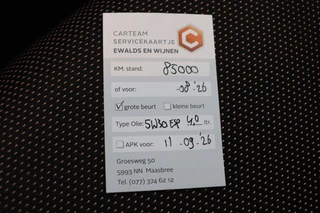 CARTEAM
SERVICEKAARTJE
EWALDS EN WIJNEN
KM. stand: 85000
of voor: -08-'26
grote beurt kleine beurt
Type Olie: 5W30 EP 4,0 ltr.
APK voor: 11-09-'26
Groesweg 50
5993 NN Maasbree
Tel. (077) 374 62 12